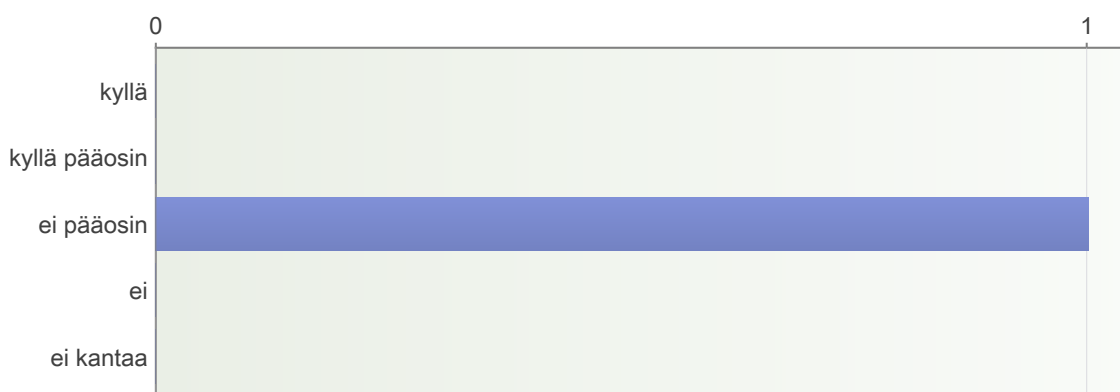 0 1
kyllä
kyllä pääosin
ei pääosin
ei
ei kantaa